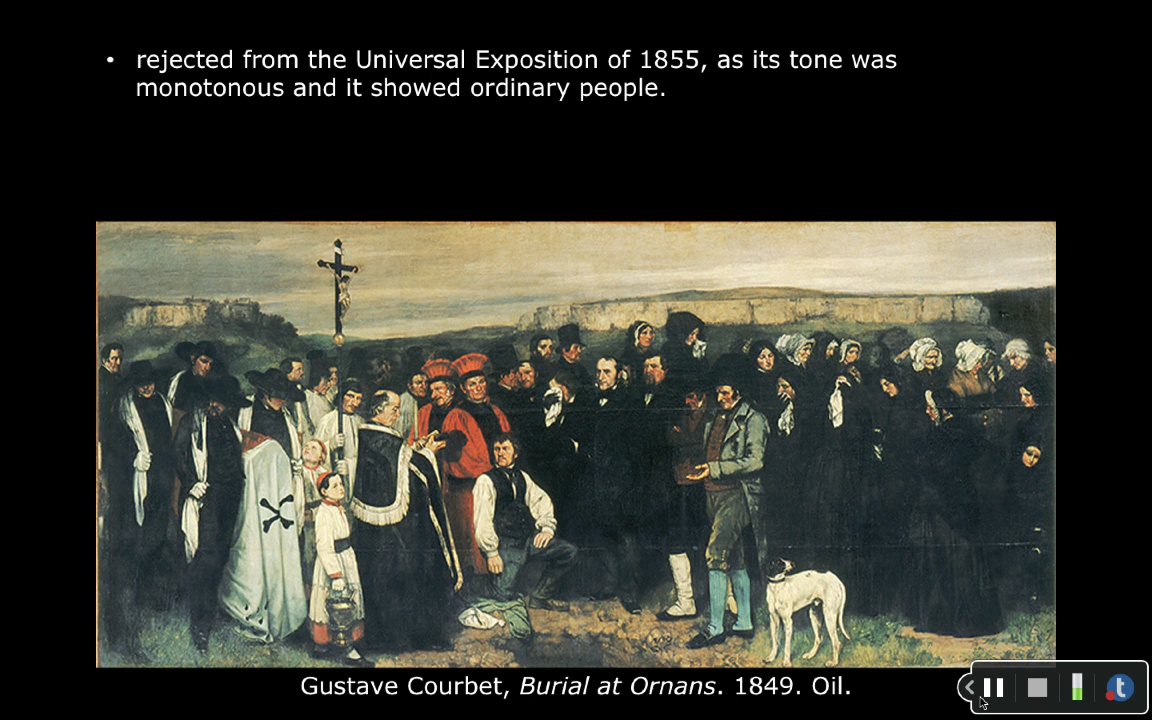 • rejected from the Universal Exposition of 1855, as its tone was
monotonous and it showed ordinary people.
Gustave Courbet, Burial at Ornans. 1849. Oil.
t